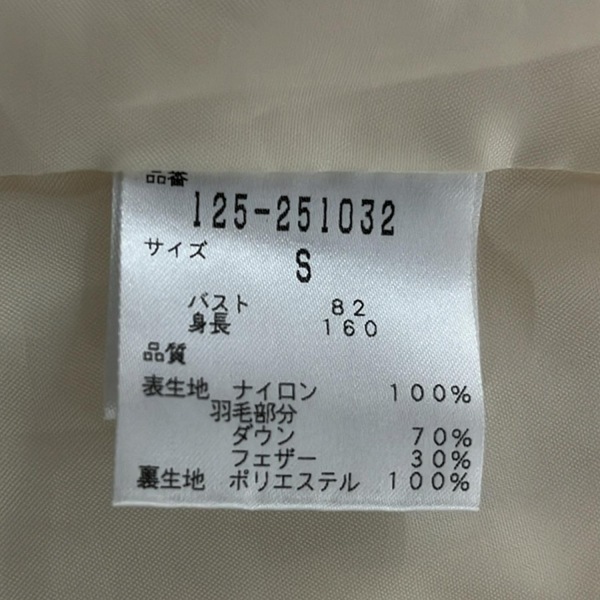 品番
125-251032
サイズ
S
バスト 82
身長 160
品質
表生地 ナイロン 100%
羽毛部分
ダウン 70%
フェザー 30%
裏生地 ポリエステル 100%